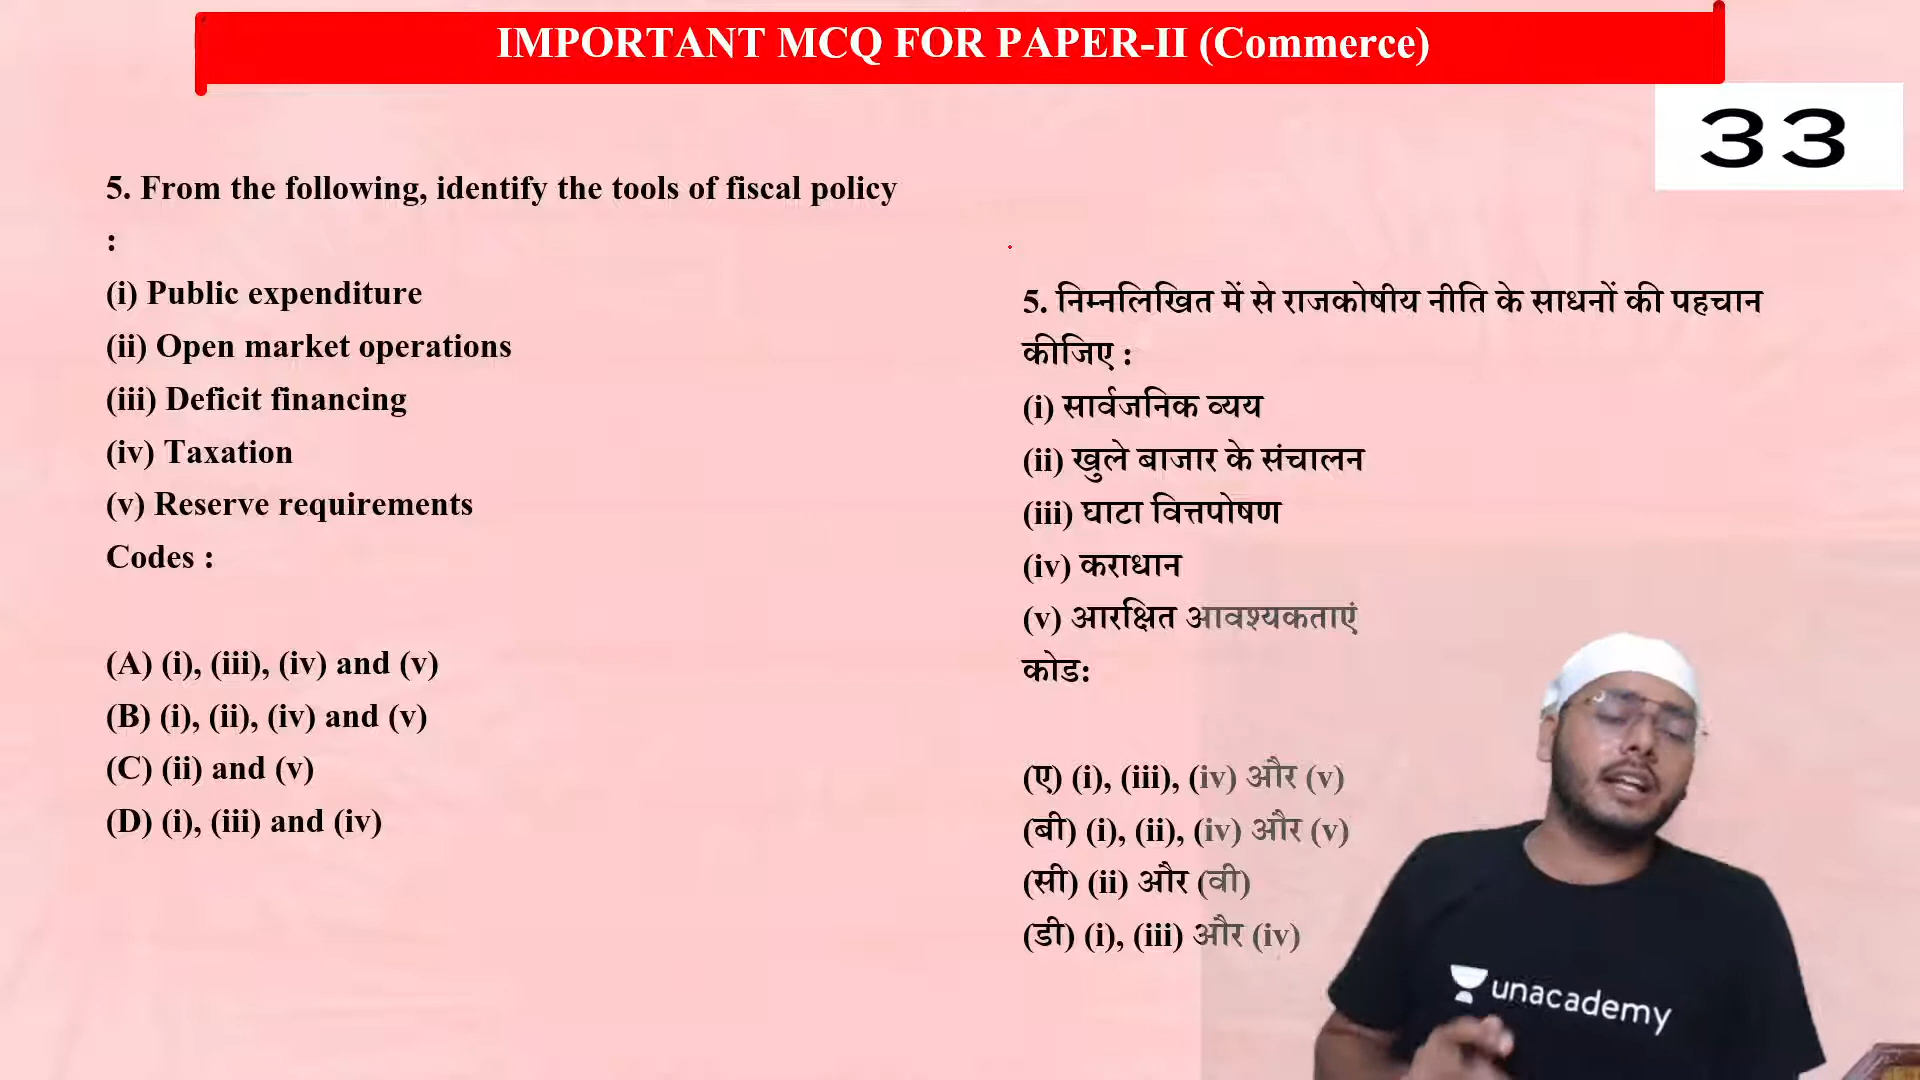 IMPORTANT MCQ FOR PAPER-II (Commerce)
33
5. From the following, identify the tools of fiscal policy
:
(i) Public expenditure
(ii) Open market operations
(iii) Deficit financing
(iv) Taxation
(v) Reserve requirements
Codes :
(A) (i), (iii), (iv) and (v)
(B) (i), (ii), (iv) and (v)
(C) (ii) and (v)
(D) (i), (iii) and (iv)
5. निम्नलिखित में से राजकोषीय नीति के साधनों की पहचान
कीजिए :
(i) सार्वजनिक व्यय
(ii) खुले बाजार के संचालन
(iii) घाटा वित्तपोषण
(iv) कराधान
(v) आरक्षित आवश्यकताएं
कोड:
(ए) (i), (iii), (iv) और (v)
(बी) (i), (ii), (iv) और (v)
(सी) (ii) और (वी)
(डी) (i), (iii) और (iv)
unacademy